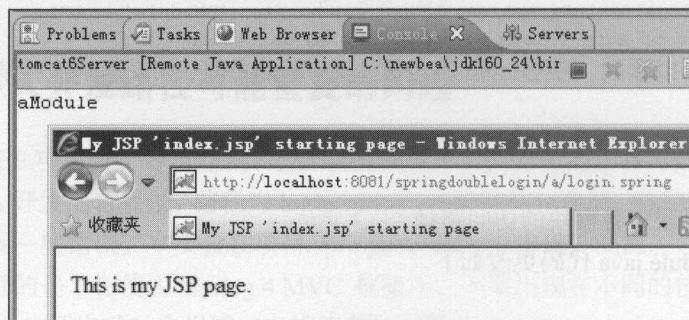 Problems Tasks Web Browser Console Servers
tomcat6Server [Remote Java Application] C:\newbea\jdk160_24\bir
aModule
My JSP 'index.jsp' starting page - Windows Internet Explorer
http://localhost:8081/springdoublelogin/a/login.spring
收藏夹 My JSP 'index.jsp' starting page
This is my JSP page.